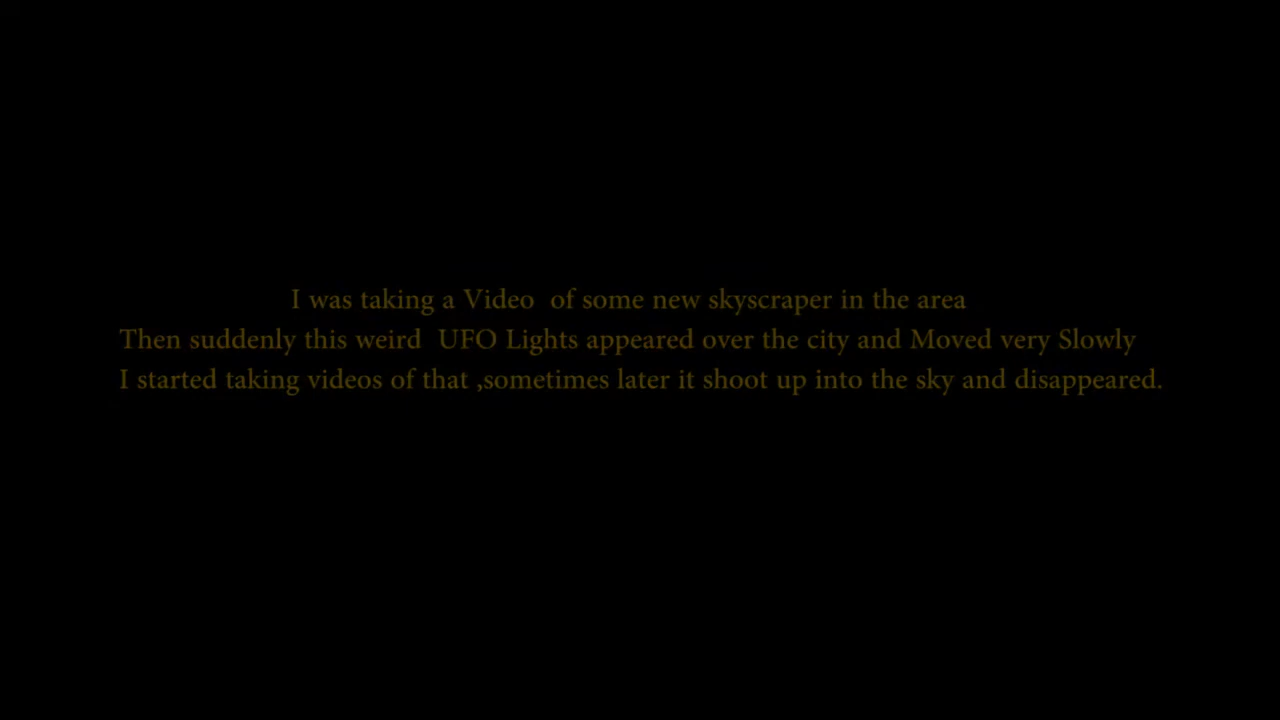 I was taking a Video  of some new skyscraper in the area
Then suddenly this weird  UFO Lights appeared over the city and Moved very Slowly
I started taking videos of that ,sometimes later it shoot up into the sky and disappeared.